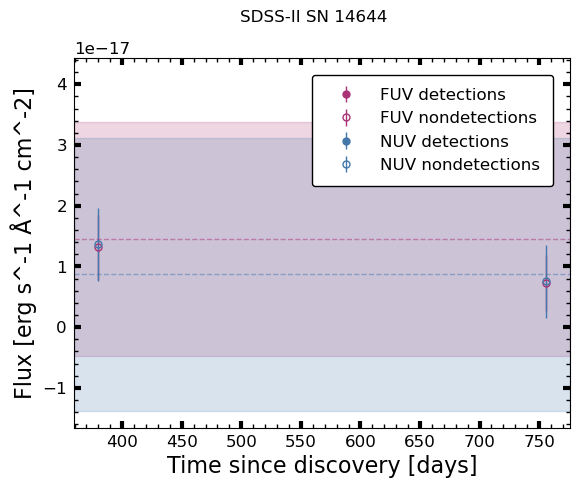 SDSS-II SN 14644
1e−17
FUV detections
FUV nondetections
NUV detections
NUV nondetections
4
3
2
1
0
−1
Flux [erg s^-1 Å^-1 cm^-2]
400 450 500 550 600 650 700 750
Time since discovery [days]